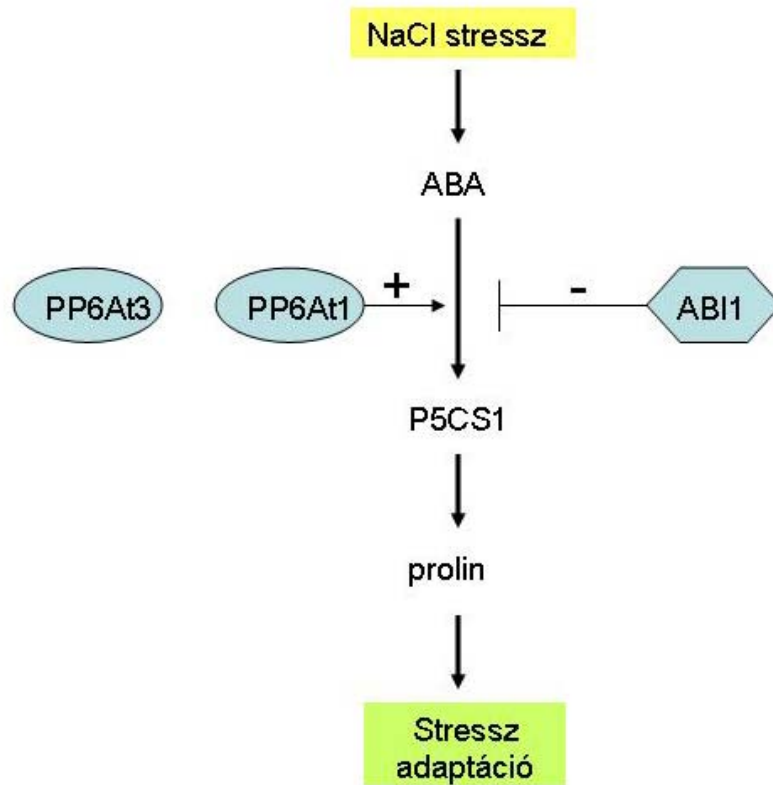 NaCl stressz
ABA
PP6At3
PP6At1
+
-
ABI1
P5CS1
prolin
Stressz
adaptáció